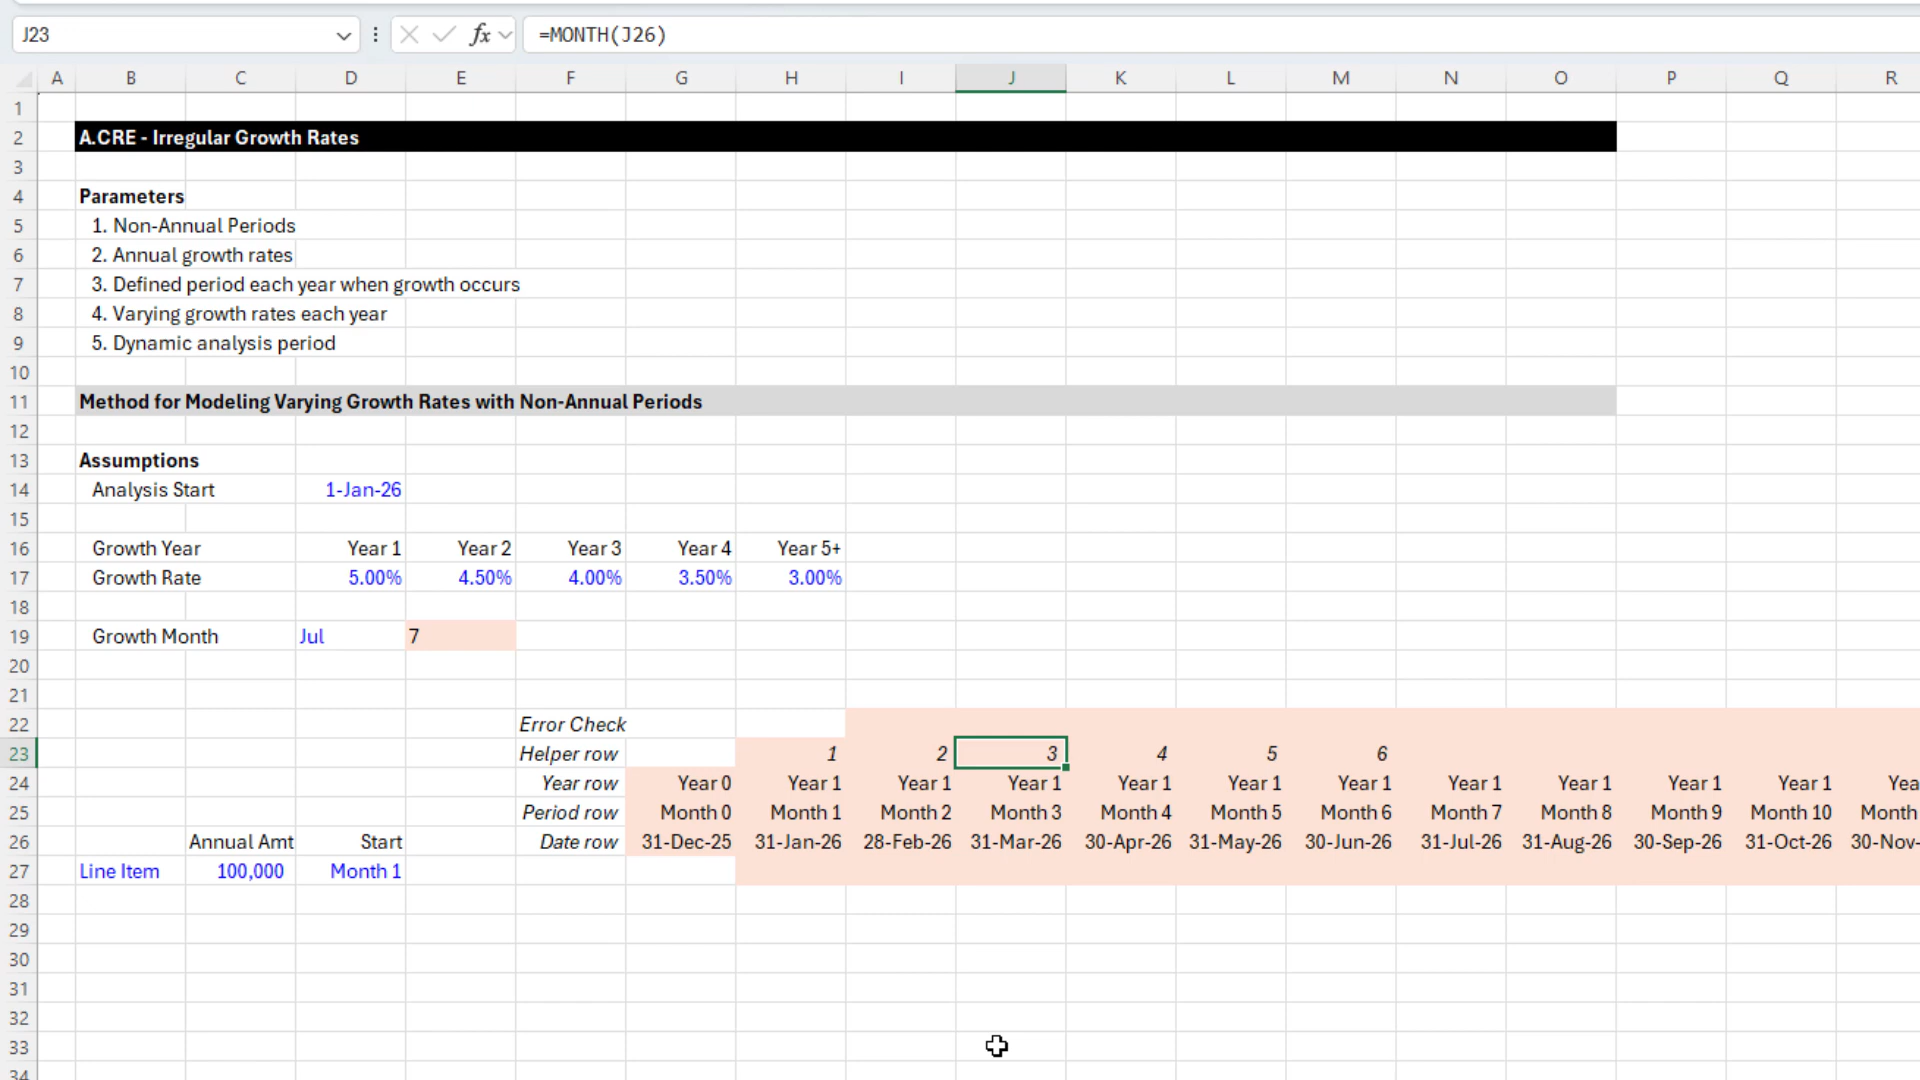 J23 fx =MONTH(J26)
A B C D E F G H I J K L M N O P Q R
1
2 A.CRE - Irregular Growth Rates
3
4 Parameters
5 1. Non-Annual Periods
6 2. Annual growth rates
7 3. Defined period each year when growth occurs
8 4. Varying growth rates each year
9 5. Dynamic analysis period
10
11 Method for Modeling Varying Growth Rates with Non-Annual Periods
12
13 Assumptions
14 Analysis Start 1-Jan-26
15
16 Growth Year Year 1 Year 2 Year 3 Year 4 Year 5+
17 Growth Rate 5.00% 4.50% 4.00% 3.50% 3.00%
18
19 Growth Month Jul 7
20
21
22 Error Check
23 Helper row 1 2 3 4 5 6
24 Year row Year 0 Year 1 Year 1 Year 1 Year 1 Year 1 Year 1 Year 1 Year 1 Year 1 Year 1 Yea
25 Period row Month 0 Month 1 Month 2 Month 3 Month 4 Month 5 Month 6 Month 7 Month 8 Month 9 Month 10 Month
26 Annual Amt Start Date row 31-Dec-25 31-Jan-26 28-Feb-26 31-Mar-26 30-Apr-26 31-May-26 30-Jun-26 31-Jul-26 31-Aug-26 30-Sep-26 31-Oct-26 30-Nov-
27 Line Item 100,000 Month 1
28
29
30
31
32
33
34